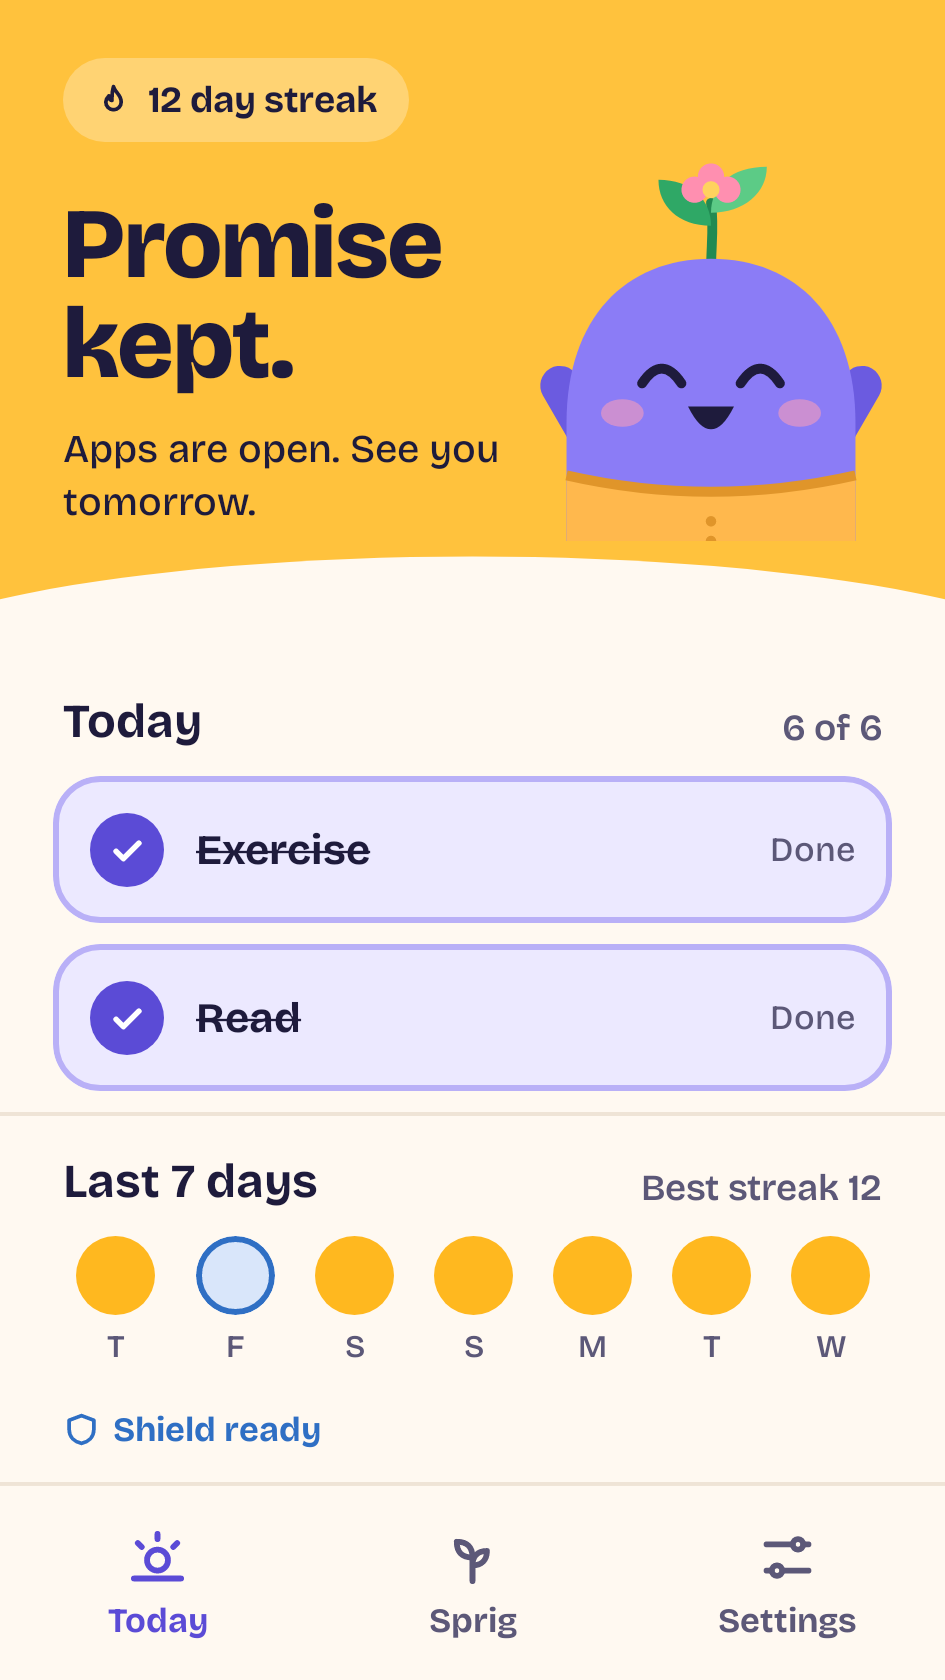 12 day streak
Promise
kept.
Apps are open. See you
tomorrow.
Today
6 of 6
Exercise
Done
Read
Done
Last 7 days
Best streak 12
T F S S M T W
Shield ready
Today
Sprig
Settings